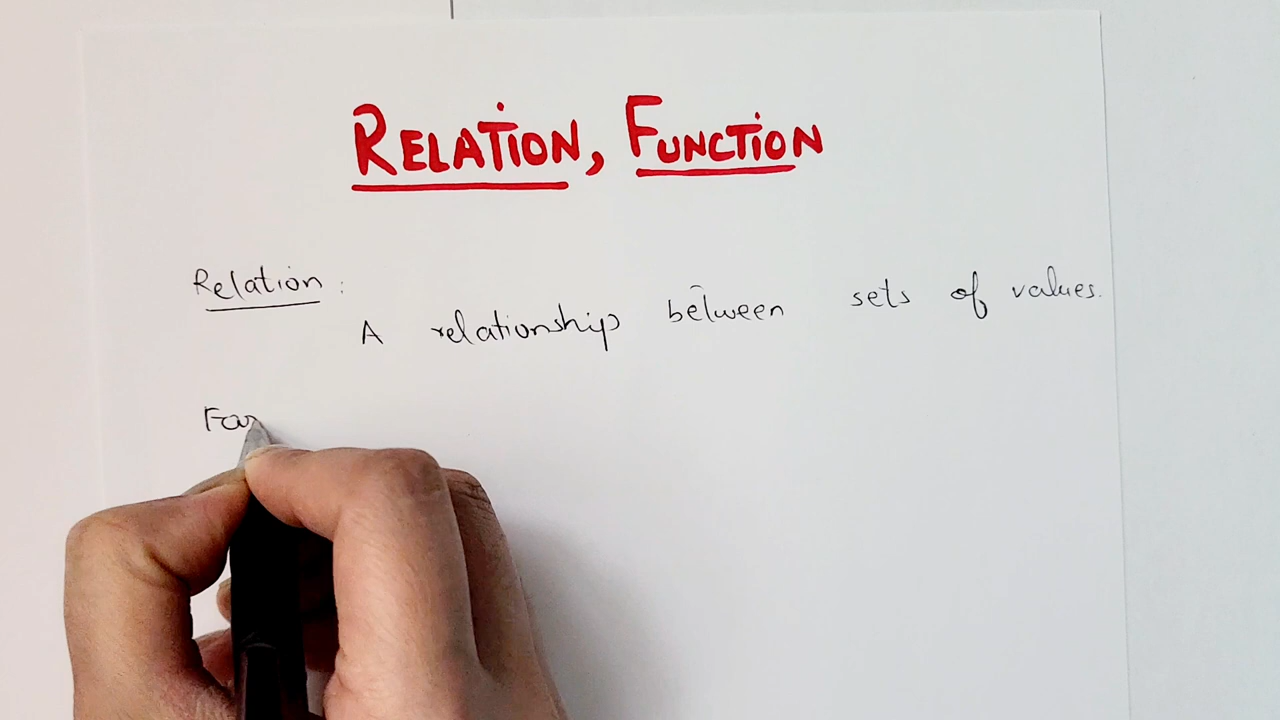 RELATION, FUNCTION
Relation :
A relationship between sets of values.